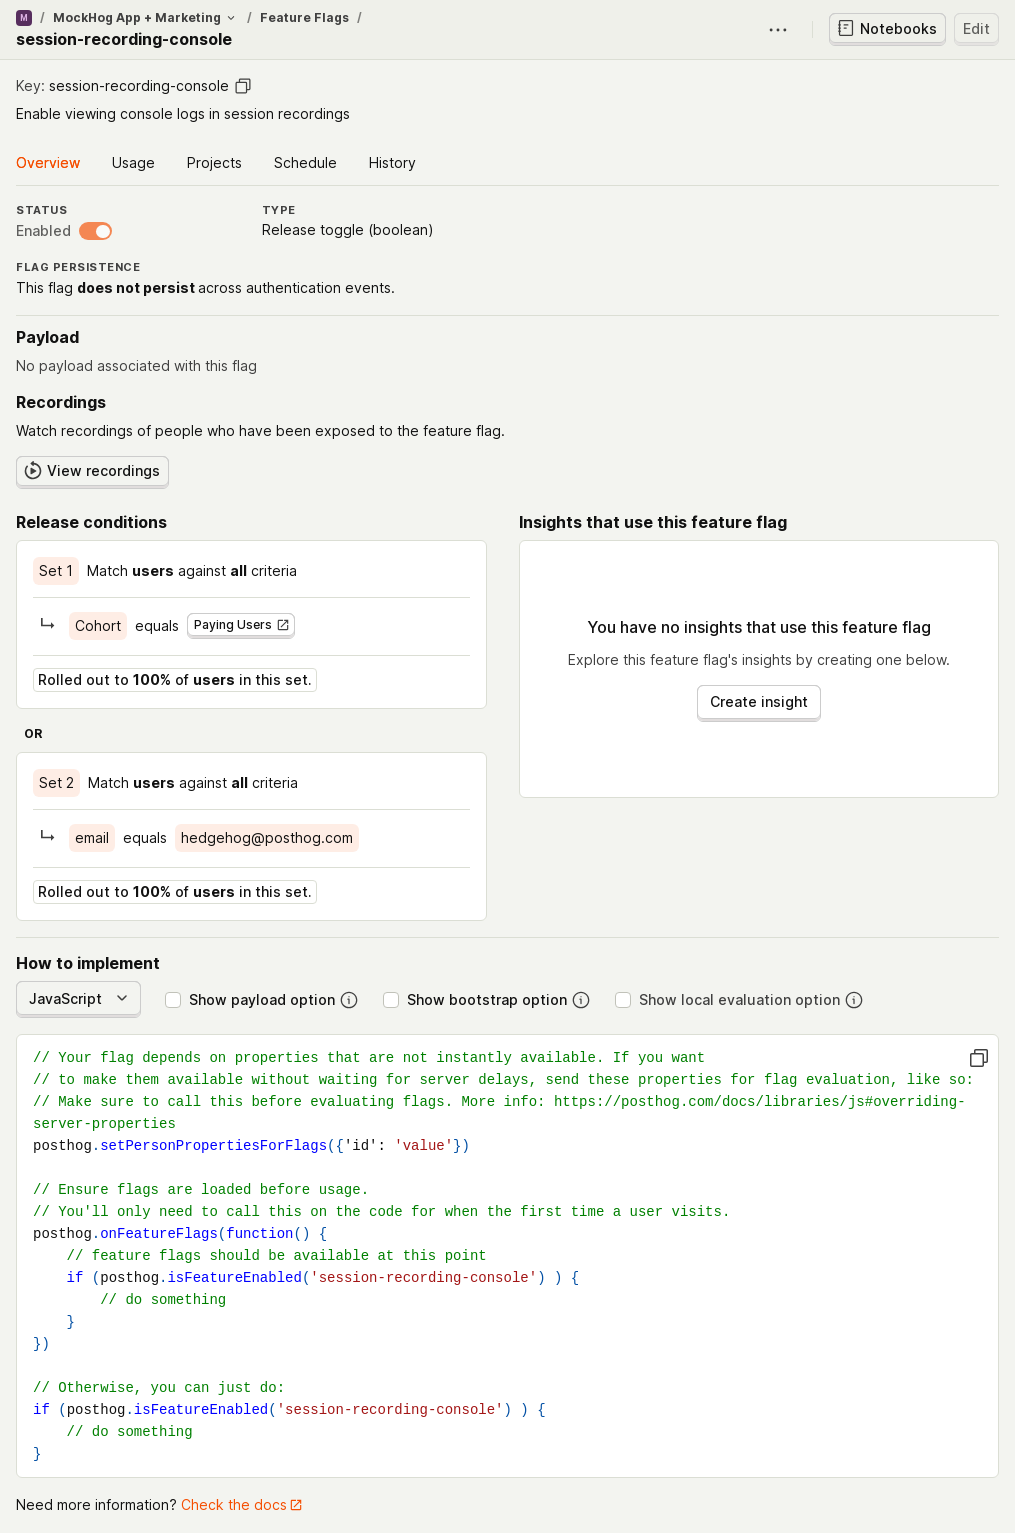 M / MockHog App + Marketing / Feature Flags /
session-recording-console
Notebooks
Edit
Key: session-recording-console
Enable viewing console logs in session recordings
Overview Usage Projects Schedule History
STATUS
Enabled
TYPE
Release toggle (boolean)
FLAG PERSISTENCE
This flag does not persist across authentication events.
Payload
No payload associated with this flag
Recordings
Watch recordings of people who have been exposed to the feature flag.
View recordings
Release conditions
Set 1 Match users against all criteria
Cohort equals Paying Users
Rolled out to 100% of users in this set.
OR
Set 2 Match users against all criteria
email equals hedgehog@posthog.com
Rolled out to 100% of users in this set.
Insights that use this feature flag
You have no insights that use this feature flag
Explore this feature flag's insights by creating one below.
Create insight
How to implement
JavaScript Show payload option Show bootstrap option Show local evaluation option
// Your flag depends on properties that are not instantly available. If you want
// to make them available without waiting for server delays, send these properties for flag evaluation, like so:
// Make sure to call this before evaluating flags. More info: https://posthog.com/docs/libraries/js#overriding-
server-properties
posthog.setPersonPropertiesForFlags({'id': 'value'})
// Ensure flags are loaded before usage.
// You'll only need to call this on the code for when the first time a user visits.
posthog.onFeatureFlags(function() {
    // feature flags should be available at this point
    if (posthog.isFeatureEnabled('session-recording-console') ) {
        // do something
    }
})
// Otherwise, you can just do:
if (posthog.isFeatureEnabled('session-recording-console') ) {
    // do something
}
Need more information? Check the docs